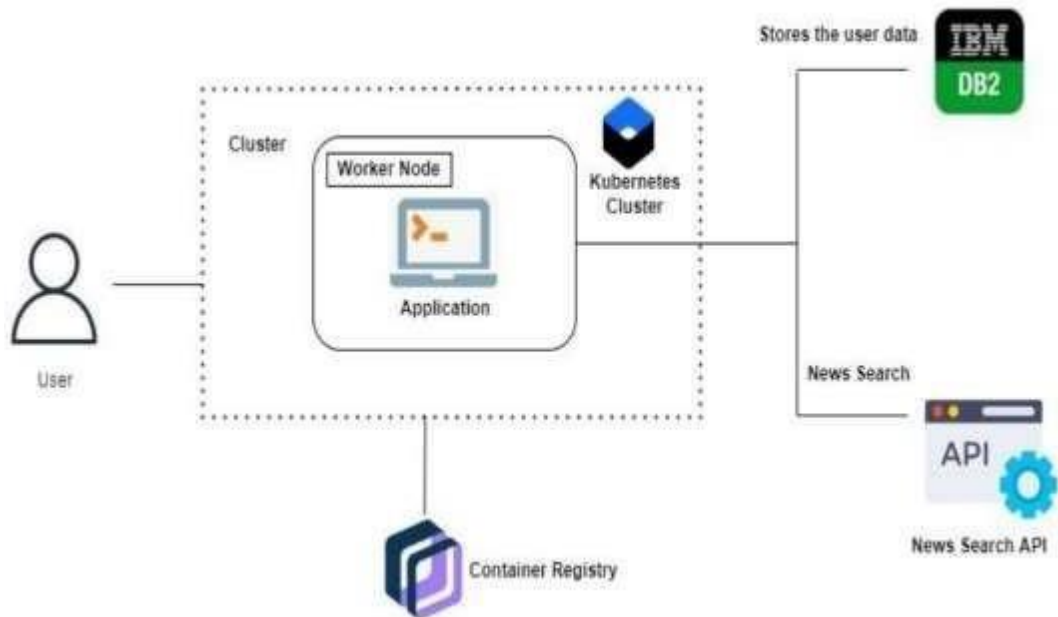 Stores the user data
IBM
DB2
Cluster
Worker Node
Kubernetes
Cluster
Application
User
News Search
API
News Search API
Container Registry